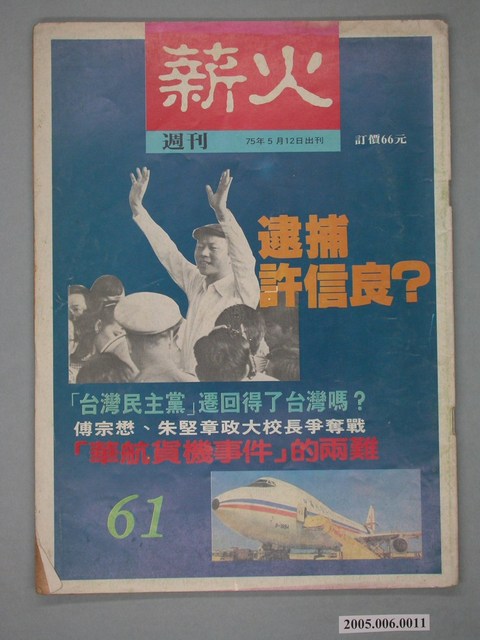 薪火
週刊
75年5月12日出刊
訂價66元
逮捕
許信良?
「台灣民主黨」遷回得了台灣嗎?
傅宗懋、朱堅章政大校長爭奪戰
「華航貨機事件」的兩難
61
2005.006.0011